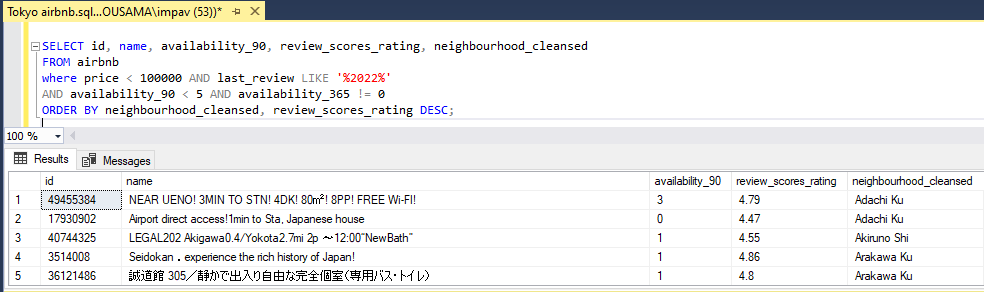 Tokyo airbnb.sql...OUSAMA\impav (53))*
SELECT id, name, availability_90, review_scores_rating, neighbourhood_cleansed
FROM airbnb
where price < 100000 AND last_review LIKE '%2022%'
AND availability_90 < 5 AND availability_365 != 0
ORDER BY neighbourhood_cleansed, review_scores_rating DESC;
100 %
Results Messages
id name availability_90 review_scores_rating neighbourhood_cleansed
1 49455384 NEAR UENO! 3MIN TO STN! 4DK! 80㎡! 8PP! FREE Wi-FI! 3 4.79 Adachi Ku
2 17930902 Airport direct access!1min to Sta. Japanese house 0 4.47 Adachi Ku
3 40744325 LEGAL202 Akigawa0.4/Yokota2.7mi 2p ～12:00"NewBath" 1 4.55 Akiruno Shi
4 3514008 Seidokan．experience the rich history of Japan! 1 4.86 Arakawa Ku
5 36121486 誠道館 305／静かで出入り自由な完全個室（専用バス・トイレ） 1 4.8 Arakawa Ku